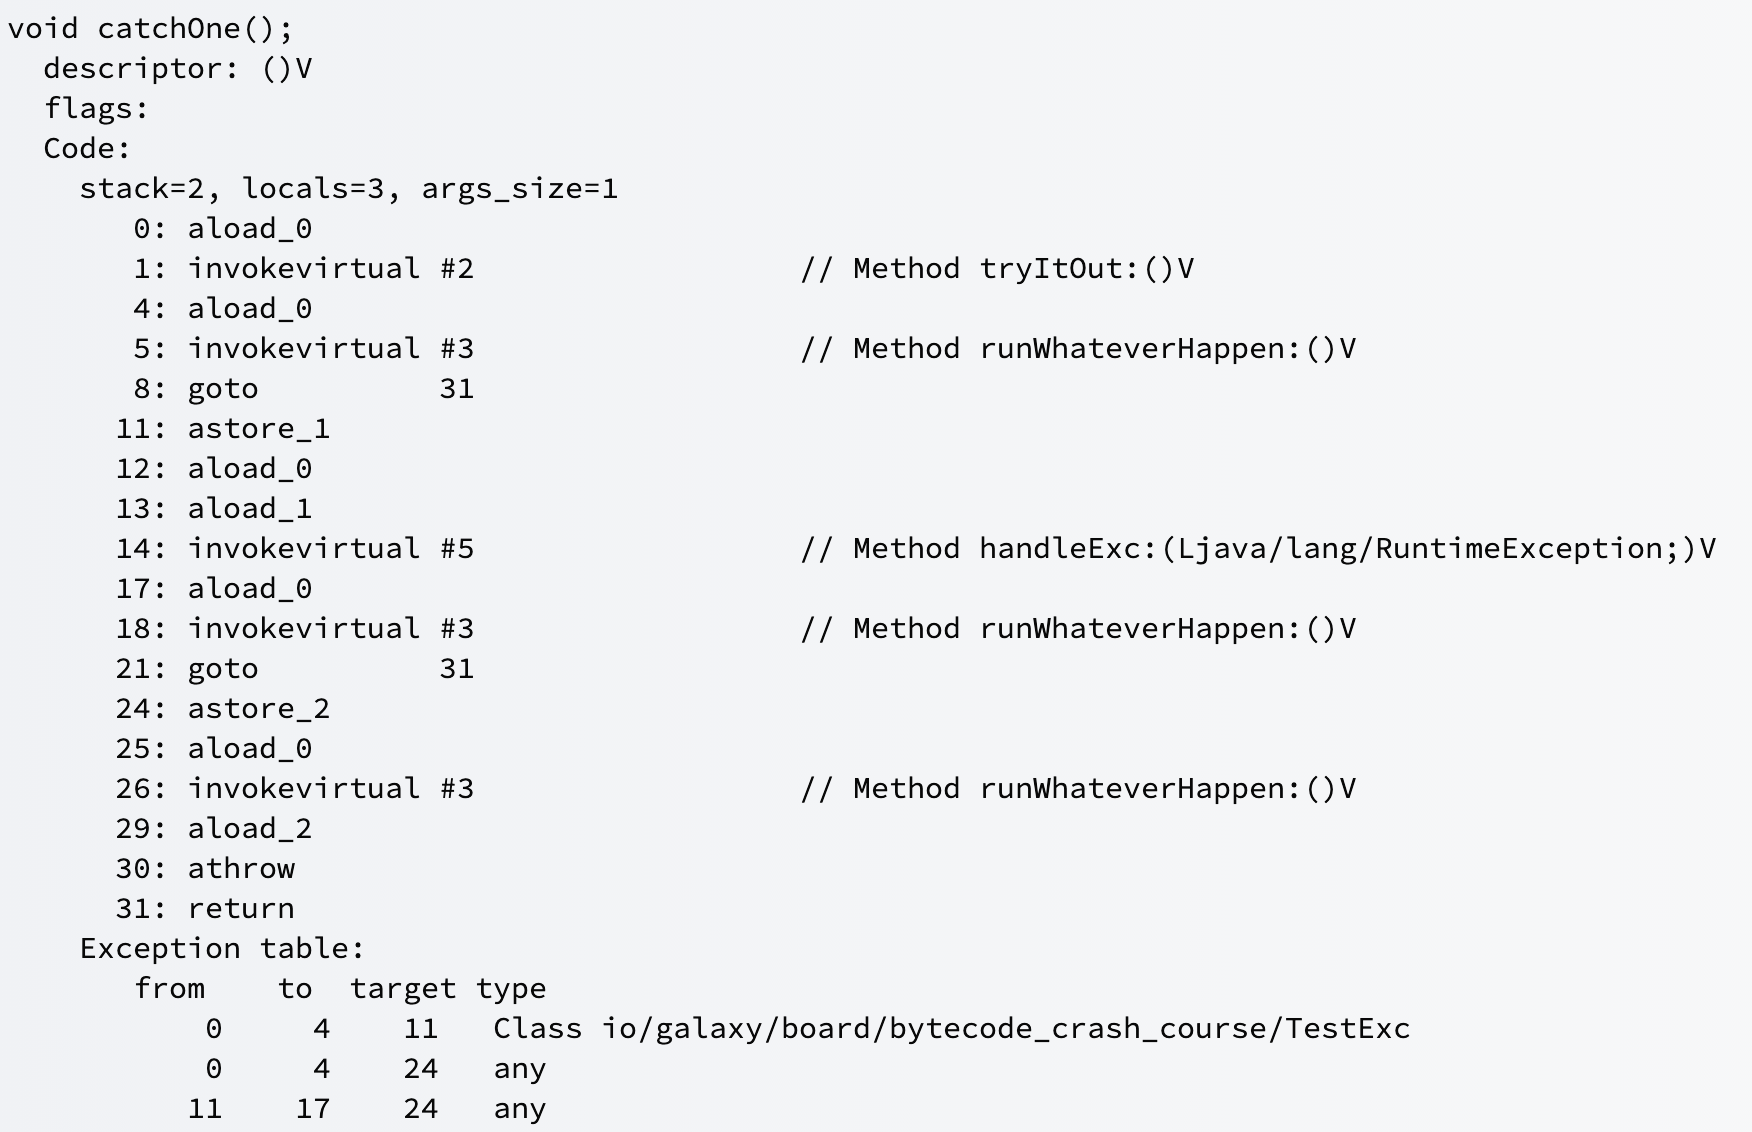 void catchOne();
  descriptor: ()V
  flags:
  Code:
    stack=2, locals=3, args_size=1
       0: aload_0
       1: invokevirtual #2                  // Method tryItOut:()V
       4: aload_0
       5: invokevirtual #3                  // Method runWhateverHappen:()V
       8: goto          31
      11: astore_1
      12: aload_0
      13: aload_1
      14: invokevirtual #5                  // Method handleExc:(Ljava/lang/RuntimeException;)V
      17: aload_0
      18: invokevirtual #3                  // Method runWhateverHappen:()V
      21: goto          31
      24: astore_2
      25: aload_0
      26: invokevirtual #3                  // Method runWhateverHappen:()V
      29: aload_2
      30: athrow
      31: return
    Exception table:
       from    to  target type
           0     4    11   Class io/galaxy/board/bytecode_crash_course/TestExc
           0     4    24   any
          11    17    24   any